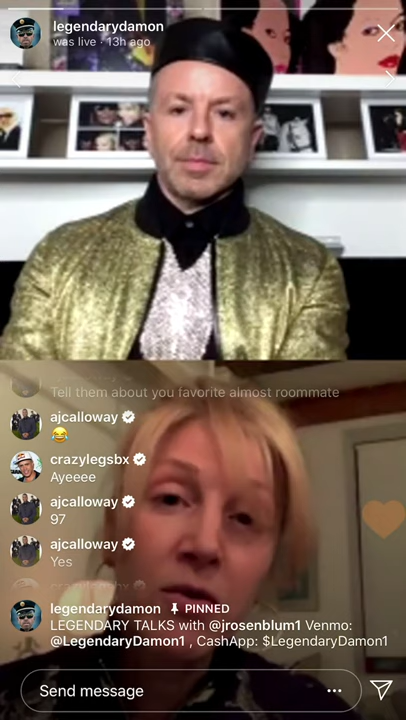 legendarydamon
was live · 13h ago
Tell them about you favorite almost roommate
ajcalloway
😂
crazylegsbx
Ayeeee
ajcalloway
97
ajcalloway
Yes
crazylegsbx
legendarydamon PINNED
LEGENDARY TALKS with @jrosenblum1 Venmo:
@LegendaryDamon1 , CashApp: $LegendaryDamon1
Send message